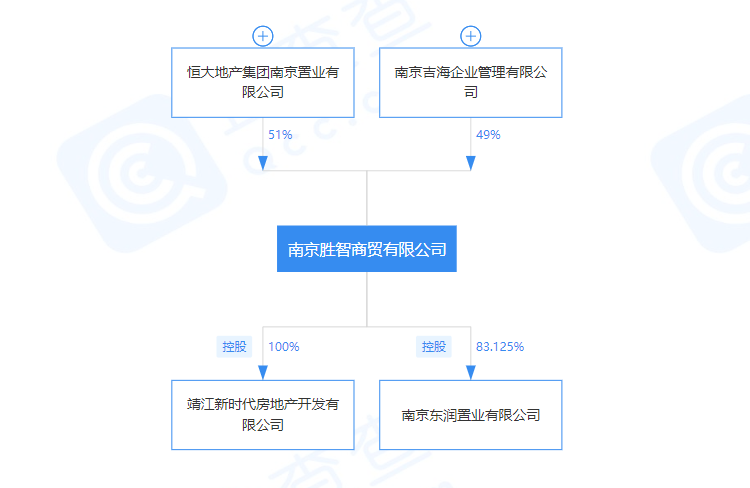 恒大地产集团南京置业有
限公司
南京吉海企业管理有限公
司
51%
49%
南京胜智商贸有限公司
控股
100%
控股
83.125%
靖江新时代房地产开发有
限公司
南京东润置业有限公司